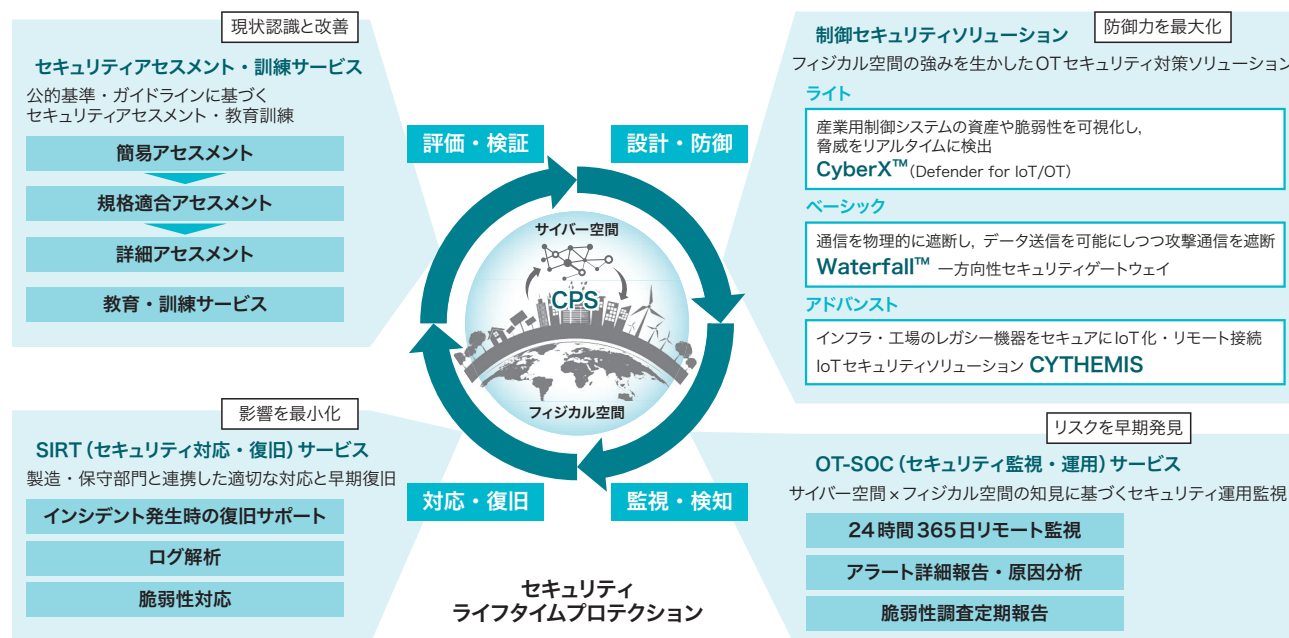 現状認識と改善
セキュリティアセスメント・訓練サービス
公的基準・ガイドラインに基づく
セキュリティアセスメント・教育訓練
簡易アセスメント
規格適合アセスメント
詳細アセスメント
教育・訓練サービス
評価・検証
設計・防御
サイバー空間
CPS
フィジカル空間
対応・復旧
監視・検知
セキュリティ
ライフタイムプロテクション
防御力を最大化
制御セキュリティソリューション
フィジカル空間の強みを生かしたOTセキュリティ対策ソリューション
ライト
産業用制御システムの資産や脆弱性を可視化し,
脅威をリアルタイムに検出
CyberX™(Defender for IoT/OT)
ベーシック
通信を物理的に遮断し, データ送信を可能にしつつ攻撃通信を遮断
Waterfall™ 一方向性セキュリティゲートウェイ
アドバンスト
インフラ・工場のレガシー機器をセキュアにIoT化・リモート接続
IoTセキュリティソリューション CYTHEMIS
影響を最小化
SIRT(セキュリティ対応・復旧)サービス
製造・保守部門と連携した適切な対応と早期復旧
インシデント発生時の復旧サポート
ログ解析
脆弱性対応
リスクを早期発見
OT-SOC(セキュリティ監視・運用)サービス
サイバー空間×フィジカル空間の知見に基づくセキュリティ運用監視
24時間365日リモート監視
アラート詳細報告・原因分析
脆弱性調査定期報告